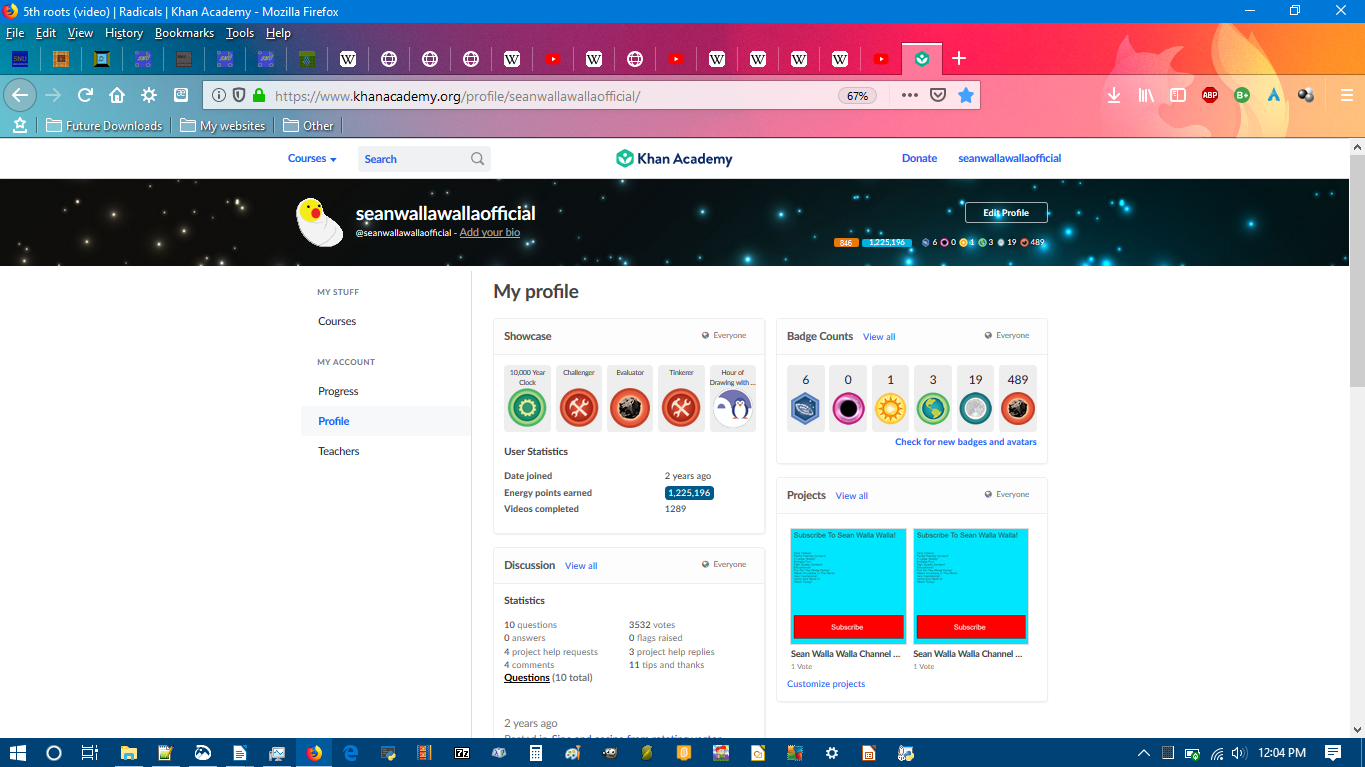 5th roots (video) | Radicals | Khan Academy - Mozilla Firefox
File Edit View History Bookmarks Tools Help
https://www.khanacademy.org/profile/seanwallawallaofficial/ 67%
Future Downloads My websites Other
Courses Search Khan Academy Donate seanwallawallaofficial
seanwallawallaofficial
Edit Profile
@seanwallawallaofficial - Add your bio
846 1,225,196 6 0 1 3 19 489
MY STUFF
Courses
MY ACCOUNT
Progress
Profile
Teachers
My profile
Showcase Everyone
10,000 Year Clock Challenger Evaluator Tinkerer Hour of Drawing with ...
User Statistics
Date joined 2 years ago
Energy points earned 1,225,196
Videos completed 1289
Badge Counts View all Everyone
6 0 1 3 19 489
Check for new badges and avatars
Discussion View all Everyone
Statistics
10 questions 3532 votes
0 answers 0 flags raised
4 project help requests 3 project help replies
4 comments 11 tips and thanks
Questions (10 total)
2 years ago
Projects View all Everyone
Subscribe To Sean Walla Walla! Subscribe To Sean Walla Walla!
Subscribe Subscribe
Sean Walla Walla Channel ... Sean Walla Walla Channel ...
1 Vote 1 Vote
Customize projects
12:04 PM